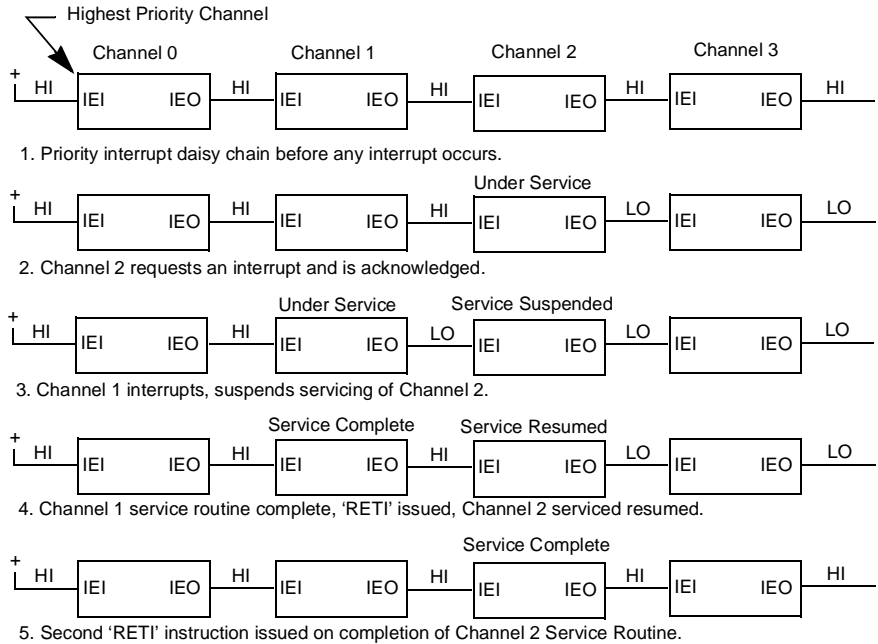 Highest Priority Channel
Channel 0 Channel 1 Channel 2 Channel 3
+ HI IEI IEO HI IEI IEO HI IEI IEO HI IEI IEO HI
1. Priority interrupt daisy chain before any interrupt occurs.
Under Service
+ HI IEI IEO HI IEI IEO HI IEI IEO LO IEI IEO LO
2. Channel 2 requests an interrupt and is acknowledged.
Under Service Service Suspended
+ HI IEI IEO HI IEI IEO LO IEI IEO LO IEI IEO LO
3. Channel 1 interrupts, suspends servicing of Channel 2.
Service Complete Service Resumed
+ HI IEI IEO HI IEI IEO HI IEI IEO LO IEI IEO LO
4. Channel 1 service routine complete, ‘RETI’ issued, Channel 2 serviced resumed.
Service Complete
+ HI IEI IEO HI IEI IEO HI IEI IEO HI IEI IEO HI
5. Second ‘RETI’ instruction issued on completion of Channel 2 Service Routine.